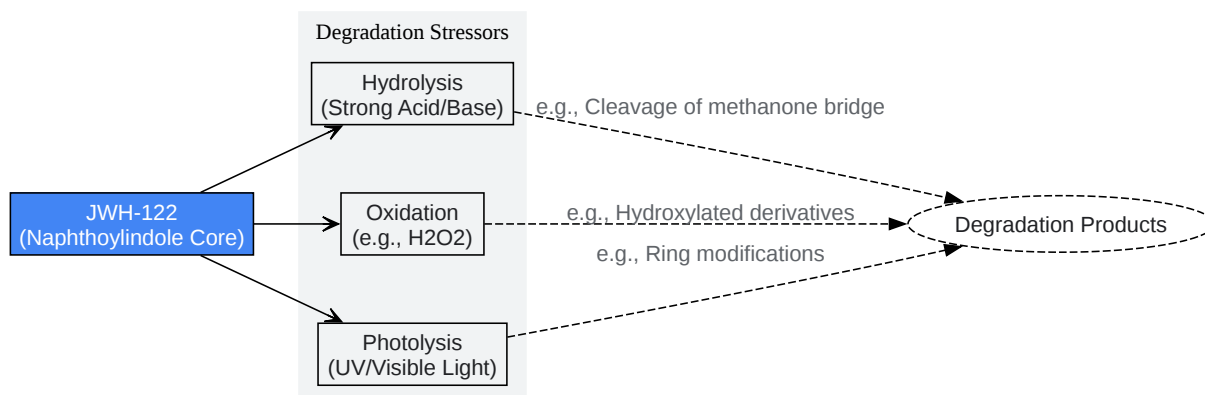 Degradation Stressors
Hydrolysis
(Strong Acid/Base)
e.g., Cleavage of methanone bridge
JWH-122
(Naphthoylindole Core)
Oxidation
(e.g., H2O2)
e.g., Hydroxylated derivatives
Degradation Products
e.g., Ring modifications
Photolysis
(UV/Visible Light)